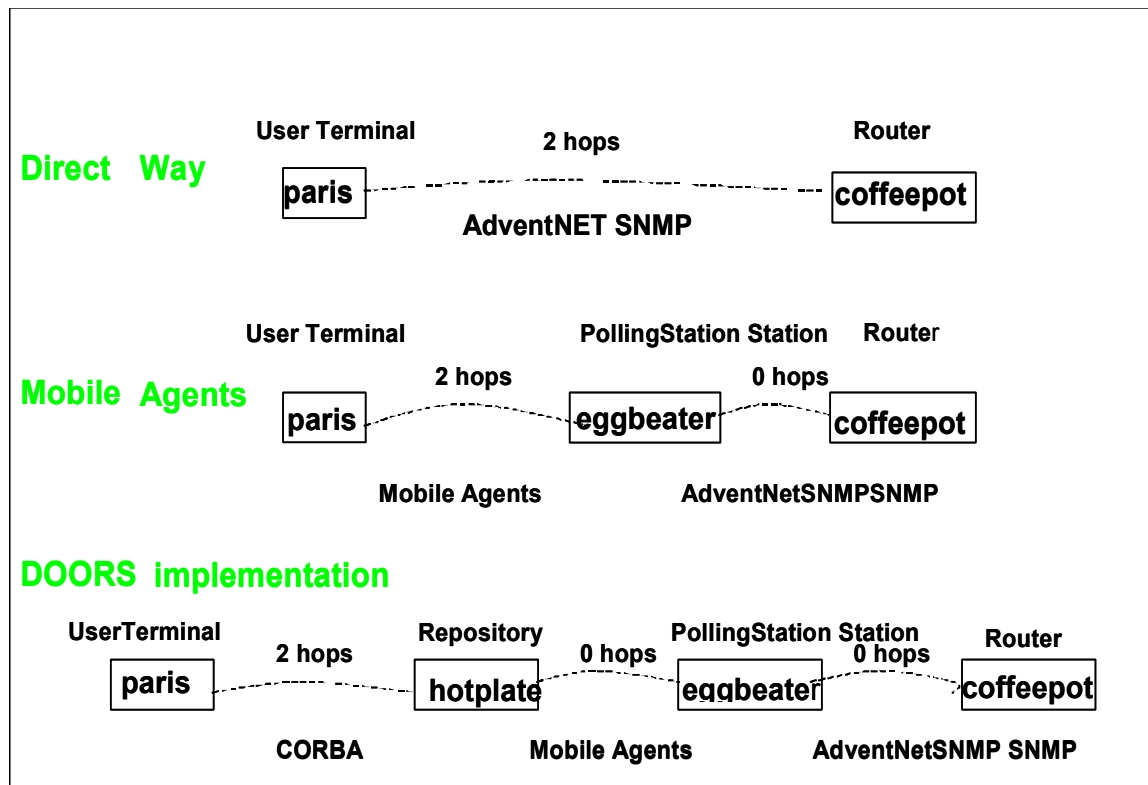 User Terminal
2 hops
Router
Direct Way
paris
coffeepot
AdventNET SNMP
User Terminal
PollingStation Station
Router
2 hops
0 hops
Mobile Agents
paris
eggbeater
coffeepot
Mobile Agents
AdventNetSNMPSNMP
DOORS implementation
UserTerminal
Repository
PollingStation Station
Router
2 hops
0 hops
0 hops
paris
hotplate
eggbeater
coffeepot
CORBA
Mobile Agents
AdventNetSNMP SNMP